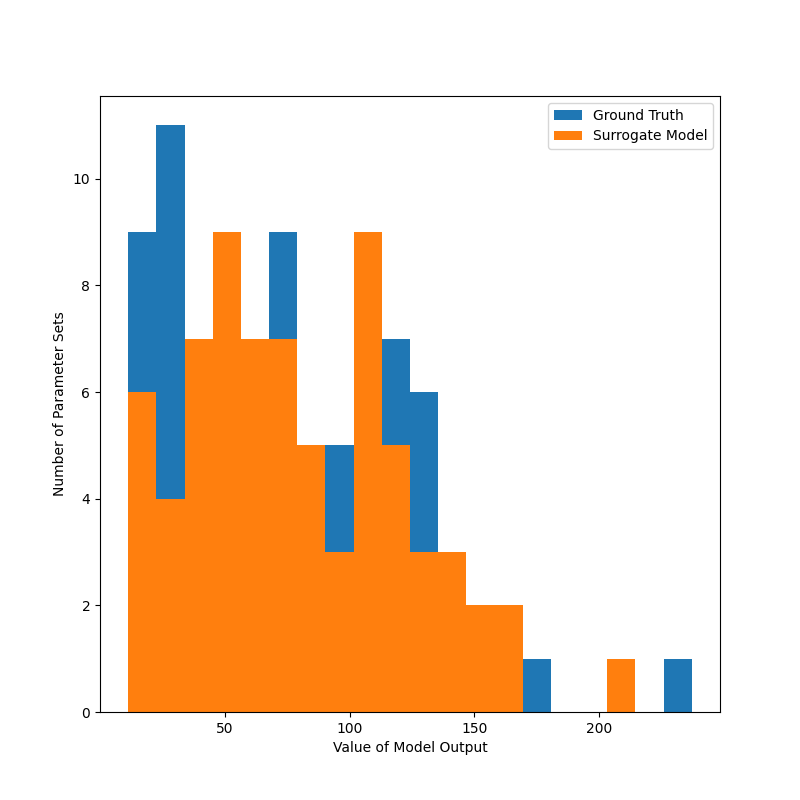 Ground Truth
Surrogate Model
10
8
6
4
2
0
Number of Parameter Sets
50
100
150
200
Value of Model Output